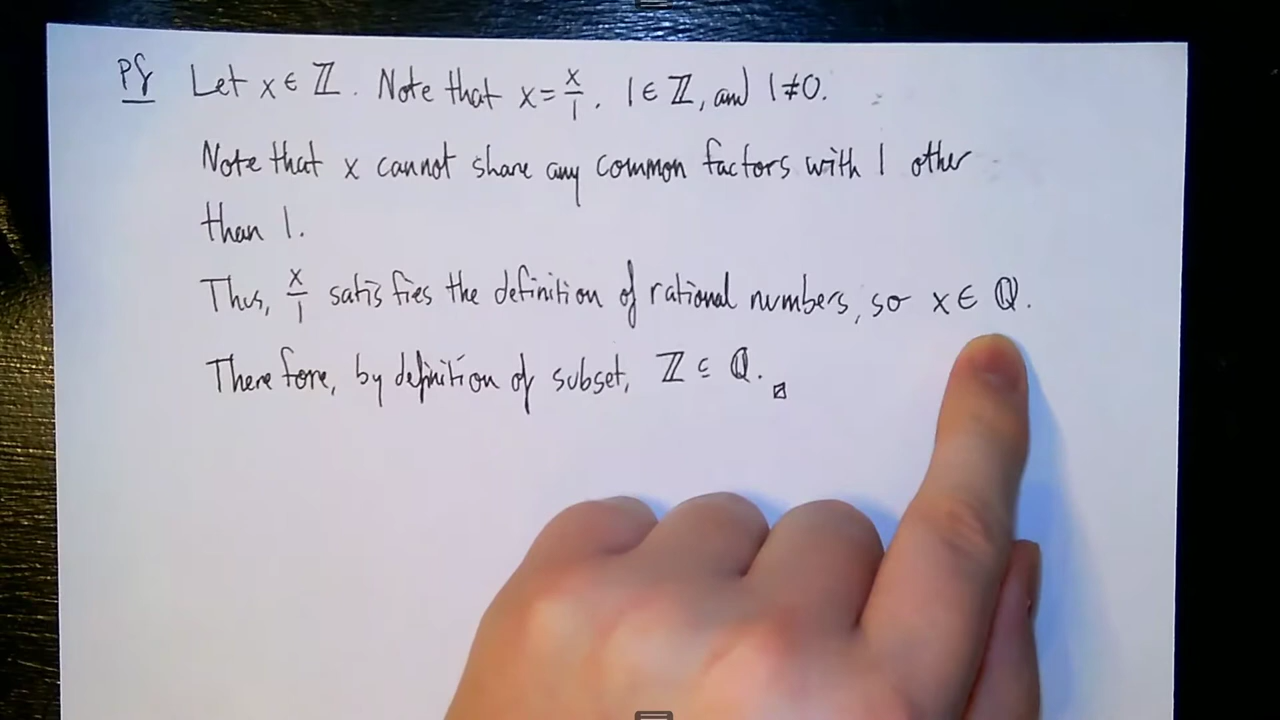 Pf Let x ∈ ℤ. Note that x = x/1. 1 ∈ ℤ, and 1 ≠ 0.
Note that x cannot share any common factors with 1 other
than 1.
Thus, x/1 satisfies the definition of rational numbers, so x ∈ ℚ.
Therefore, by definition of subset, ℤ ⊆ ℚ.